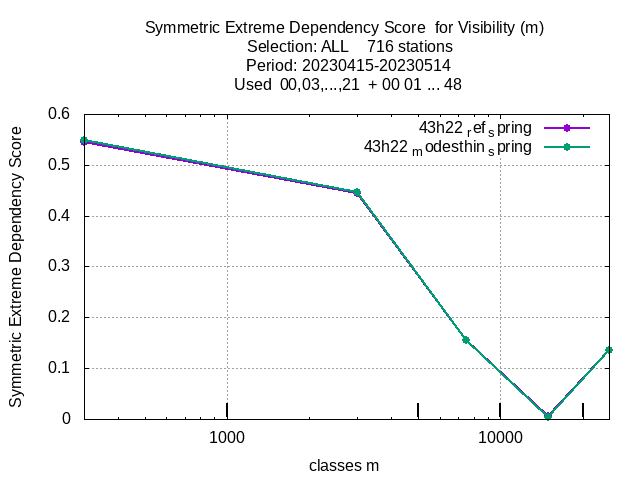 Symmetric Extreme Dependency Score for Visibility (m)
Selection: ALL 716 stations
Period: 20230415-20230514
Used 00,03,...,21 + 00 01 ... 48
43h22 ref spring
43h22 modesthin spring
Symmetric Extreme Dependency Score
0.6
0.5
0.4
0.3
0.2
0.1
0
1000 10000
classes m